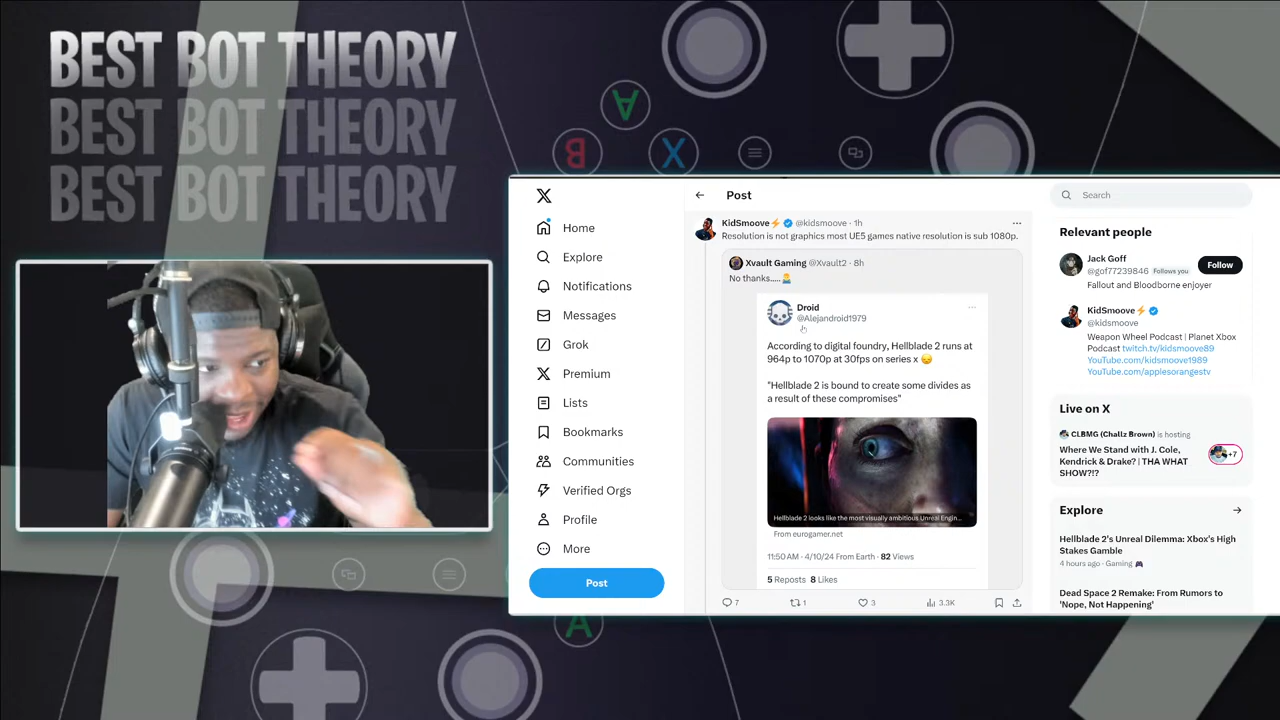 BEST BOT THEORY
BEST BOT THEORY
BEST BOT THEORY
A
B
X
A
X
Home
Explore
Notifications
Messages
Grok
Premium
Lists
Bookmarks
Communities
Verified Orgs
Profile
More
Post
Post
KidSmoove⚡ @kidsmoove · 1h
Resolution is not graphics most UE5 games native resolution is sub 1080p.
Xvault Gaming @Xvault2 · 8h
No thanks.....🤷‍♂️
Droid
@Alejandroid1979
According to digital foundry, Hellblade 2 runs at
964p to 1070p at 30fps on series x 😞
"Hellblade 2 is bound to create some divides as
a result of these compromises"
Hellblade 2 looks like the most visually ambitious Unreal Engin...
From eurogamer.net
11:50 AM · 4/10/24 From Earth · 82 Views
5 Reposts 8 Likes
7 1 3 3.3K
Search
Relevant people
Jack Goff
@gof77239846 Follows you
Follow
Fallout and Bloodborne enjoyer
KidSmoove⚡
@kidsmoove
Weapon Wheel Podcast | Planet Xbox
Podcast twitch.tv/kidsmoove89
YouTube.com/kidsmoove1989
YouTube.com/applesorangestv
Live on X
CLBMG (Challz Brown) is hosting
Where We Stand with J. Cole,
Kendrick & Drake? | THA WHAT
SHOW?!?
+7
Explore
Hellblade 2's Unreal Dilemma: Xbox's High
Stakes Gamble
4 hours ago · Gaming 🎮
Dead Space 2 Remake: From Rumors to
'Nope, Not Happening'